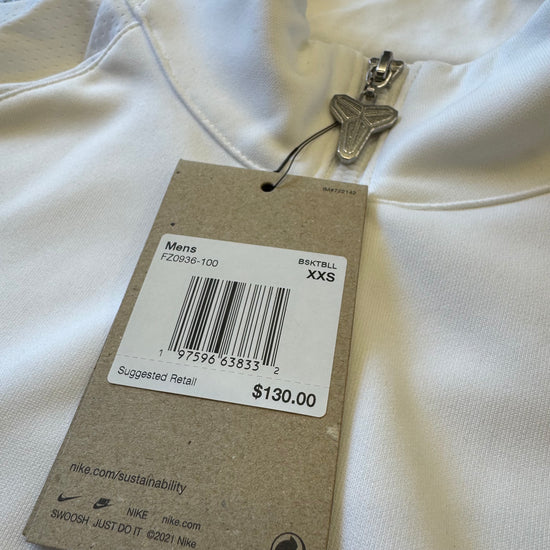 Mens
FZ0936-100
BSKTBLL
XXS
1 97596 63833 2
Suggested Retail
$130.00
nike.com/sustainability
NIKE nike.com
SWOOSH JUST DO IT ©2021 Nike